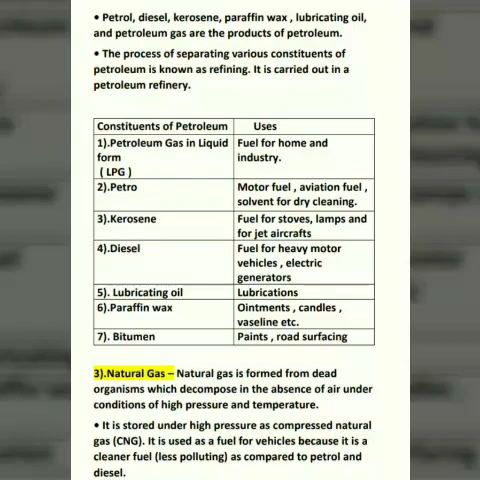 • Petrol, diesel, kerosene, paraffin wax , lubricating oil,
and petroleum gas are the products of petroleum.
• The process of separating various constituents of
petroleum is known as refining. It is carried out in a
petroleum refinery.
Constituents of Petroleum Uses
1).Petroleum Gas in Liquid Fuel for home and
form industry.
( LPG )
2).Petro Motor fuel , aviation fuel ,
solvent for dry cleaning.
3).Kerosene Fuel for stoves, lamps and
for jet aircrafts
4).Diesel Fuel for heavy motor
vehicles , electric
generators
5). Lubricating oil Lubrications
6).Paraffin wax Ointments , candles ,
vaseline etc.
7). Bitumen Paints , road surfacing
3).Natural Gas – Natural gas is formed from dead
organisms which decompose in the absence of air under
conditions of high pressure and temperature.
• It is stored under high pressure as compressed natural
gas (CNG). It is used as a fuel for vehicles because it is a
cleaner fuel (less polluting) as compared to petrol and
diesel.